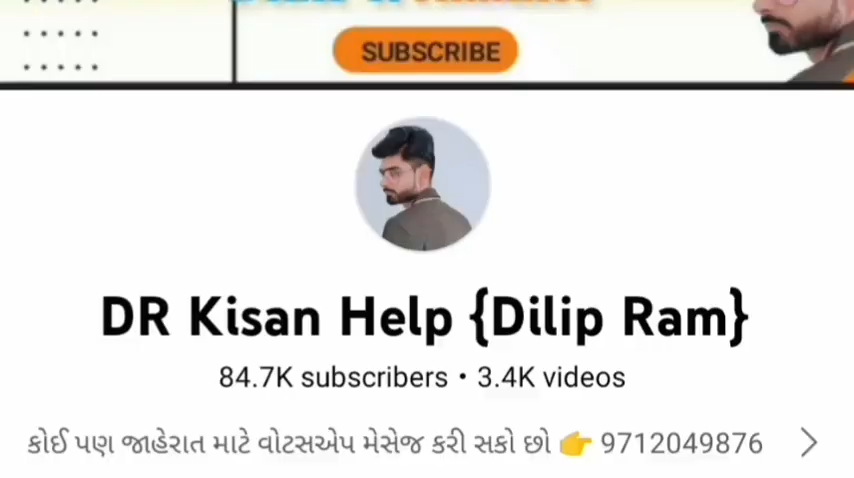 SUBSCRIBE
DR Kisan Help {Dilip Ram}
84.7K subscribers • 3.4K videos
કોઈ પણ જાહેરાત માટે વોટસએપ મેસેજ કરી સકો છો 👉 9712049876